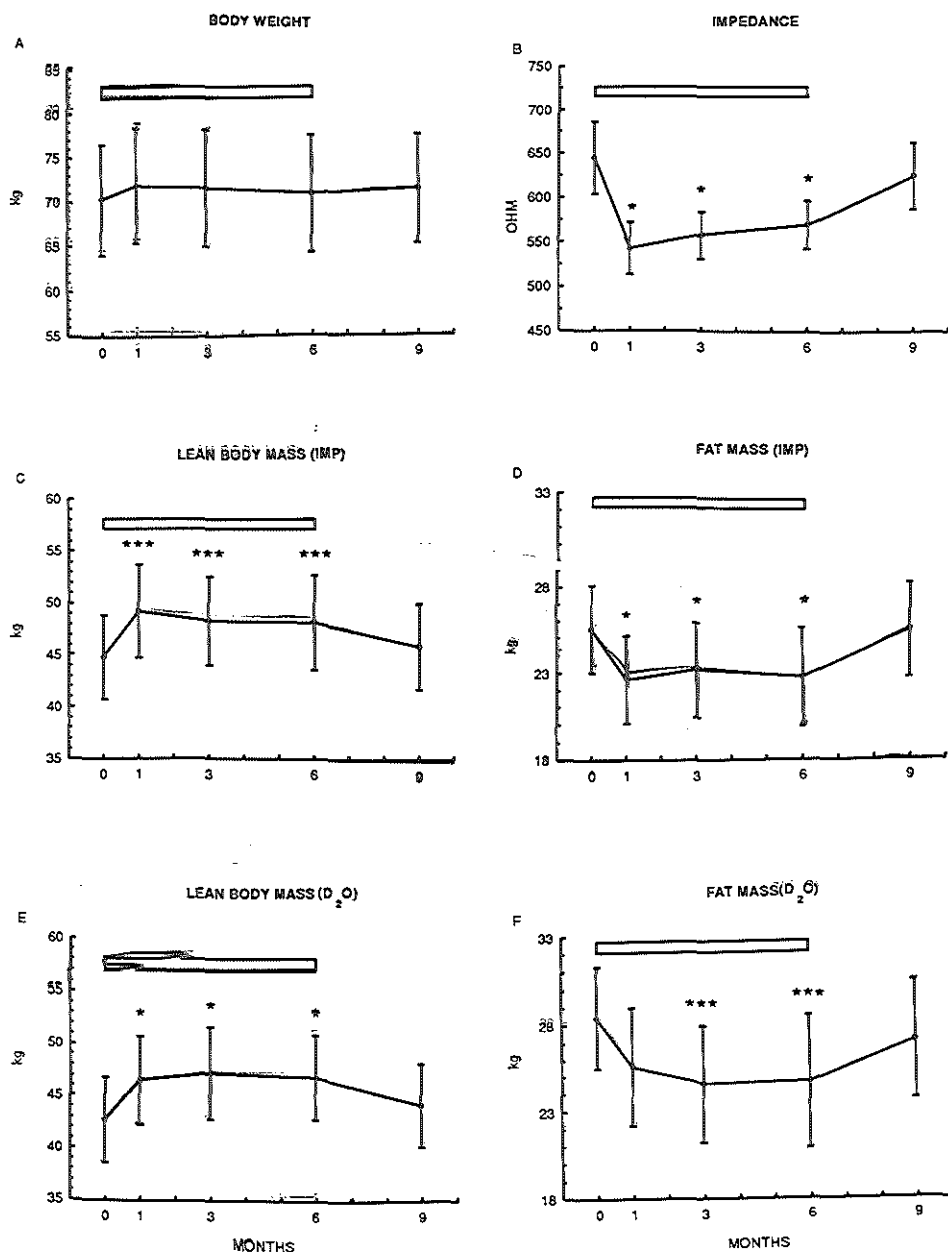 BODY WEIGHT
A
85
80
75
70
65
60
55
kg
0 1 3 6 9
IMPEDANCE
B
750
700
650
600
550
500
450
OHM
0 1 3 6 9
LEAN BODY MASS (IMP)
C
60
55
50
45
40
35
kg
*** *** ***
0 1 3 6 9
FAT MASS (IMP)
D
33
28
23
18
kg
* * *
0 1 3 6 9
LEAN BODY MASS (D2O)
E
60
55
50
45
40
35
kg
* * *
0 1 3 6 9
MONTHS
FAT MASS (D2O)
F
33
28
23
18
kg
*** ***
0 1 3 6 9
MONTHS